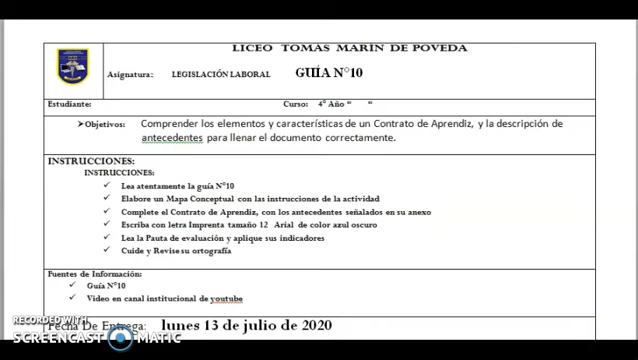 LICEO TOMAS MARIN DE POVEDA
Asignatura: LEGISLACIÓN LABORAL GUÍA N°10
Estudiante: Curso: 4° Año " "
➤Objetivos: Comprender los elementos y características de un Contrato de Aprendiz, y la descripción de
antecedentes para llenar el documento correctamente.
INSTRUCCIONES:
INSTRUCCIONES:
✓ Lea atentamente la guía N°10
✓ Elabore un Mapa Conceptual con las instrucciones de la actividad
✓ Complete el Contrato de Aprendiz, con los antecedentes señalados en su anexo
✓ Escriba con letra Imprenta tamaño 12 Arial de color azul oscuro
✓ Lea la Pauta de evaluación y aplique sus indicadores
✓ Cuide y Revise su ortografía
Fuentes de Información:
✓ Guía N°10
✓ Video en canal institucional de youtube
Fecha De Entrega: lunes 13 de julio de 2020
RECORDED WITH
SCREENCAST MATIC